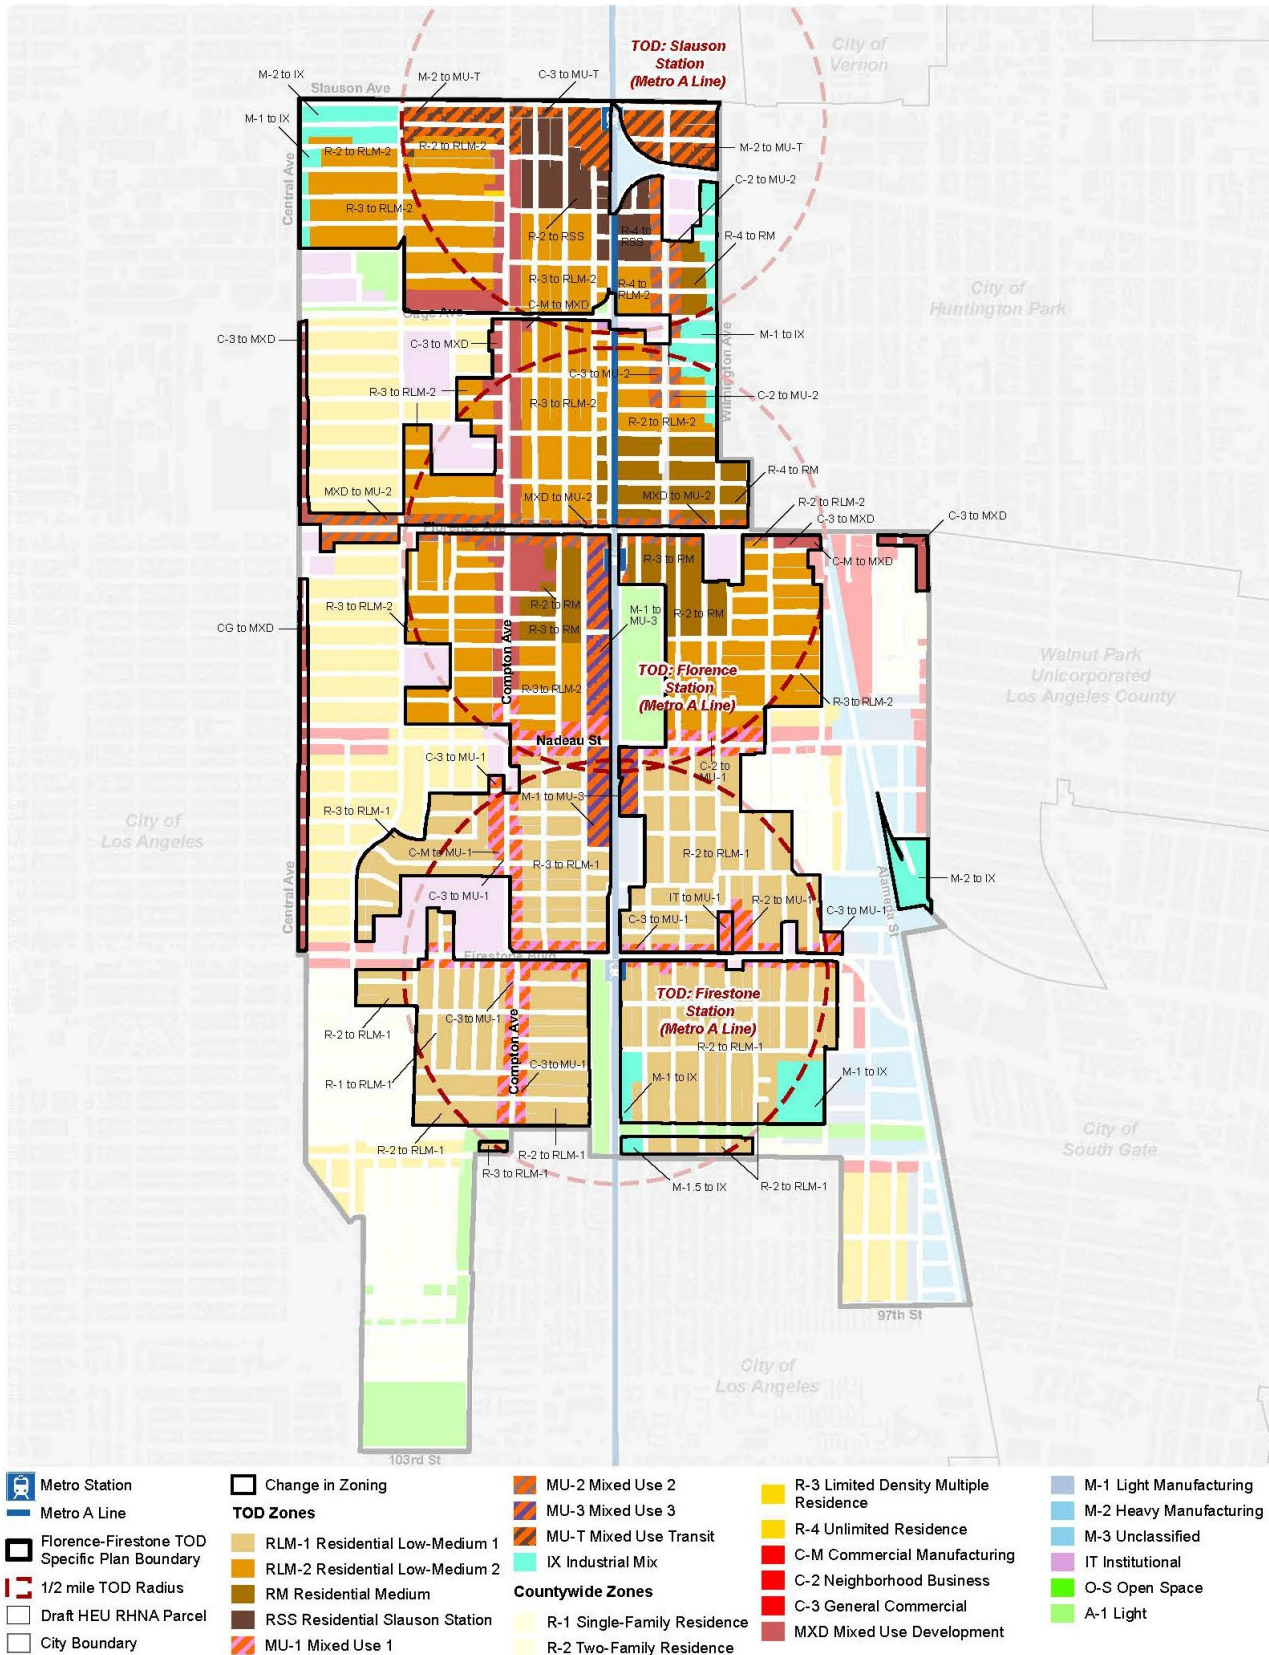 TOD: Slauson
Station
(Metro A Line)
City of
Vernon
M-2 to IX
M-2 to MU-T
C-3 to MU-T
Slauson Ave
M-1 to IX
R-2 to RLM-2
R-2 to RLM-2
M-2 to MU-T
C-2 to MU-2
Central Ave
R-3 to RLM-2
R-2 to RSS
R-4 to
RSS
R-4 to RM
R-3 to RLM-2
R-4 to
RLM-2
City of
Huntington Park
C-M to MXD
Gage Ave
C-3 to MXD
C-3 to MXD
M-1 to IX
Wilmington Ave
C-3 to MU-2
R-3 to RLM-2
C-2 to MU-2
R-3 to RLM-2
R-2 to RLM-2
R-4 to RM
MXD to MU-2
MXD to MU-2
MXD to MU-2
R-2 to RLM-2
C-3 to MXD
C-3 to MXD
Florence Ave
C-M to MXD
R-3 to RM
R-3 to RLM-2
R-2 to RM
M-1 to
MU-3
R-2 to RM
CG to MXD
R-3 to RM
Compton Ave
Walnut Park
Unicorporated
Los Angeles County
TOD: Florence
Station
(Metro A Line)
R-3 to RLM-2
R-3 to RLM-2
Nadeau St
C-3 to MU-1
C-2 to
MU-1
M-1 to MU-3
R-3 to RLM-1
City of
Los Angeles
C-M to MU-1
R-3 to RLM-1
R-2 to RLM-1
Central Ave
M-2 to IX
Alameda St
C-3 to MU-1
IT to MU-1
R-2 to MU-1
C-3 to MU-1
C-3 to MU-1
Firestone Blvd
TOD: Firestone
Station
(Metro A Line)
C-3 to MU-1
R-2 to RLM-1
R-2 to RLM-1
Compton Ave
C-3 to MU-1
M-1 to IX
M-1 to IX
R-1 to RLM-1
City of
South Gate
R-2 to RLM-1
R-2 to RLM-1
R-3 to RLM-1
M-1.5 to IX
R-2 to RLM-1
97th St
City of
Los Angeles
103rd St
Metro Station
Metro A Line
Florence-Firestone TOD
Specific Plan Boundary
1/2 mile TOD Radius
Draft HEU RHNA Parcel
City Boundary
Change in Zoning
TOD Zones
RLM-1 Residential Low-Medium 1
RLM-2 Residential Low-Medium 2
RM Residential Medium
RSS Residential Slauson Station
MU-1 Mixed Use 1
MU-2 Mixed Use 2
MU-3 Mixed Use 3
MU-T Mixed Use Transit
IX Industrial Mix
Countywide Zones
R-1 Single-Family Residence
R-2 Two-Family Residence
R-3 Limited Density Multiple
Residence
R-4 Unlimited Residence
C-M Commercial Manufacturing
C-2 Neighborhood Business
C-3 General Commercial
MXD Mixed Use Development
M-1 Light Manufacturing
M-2 Heavy Manufacturing
M-3 Unclassified
IT Institutional
O-S Open Space
A-1 Light